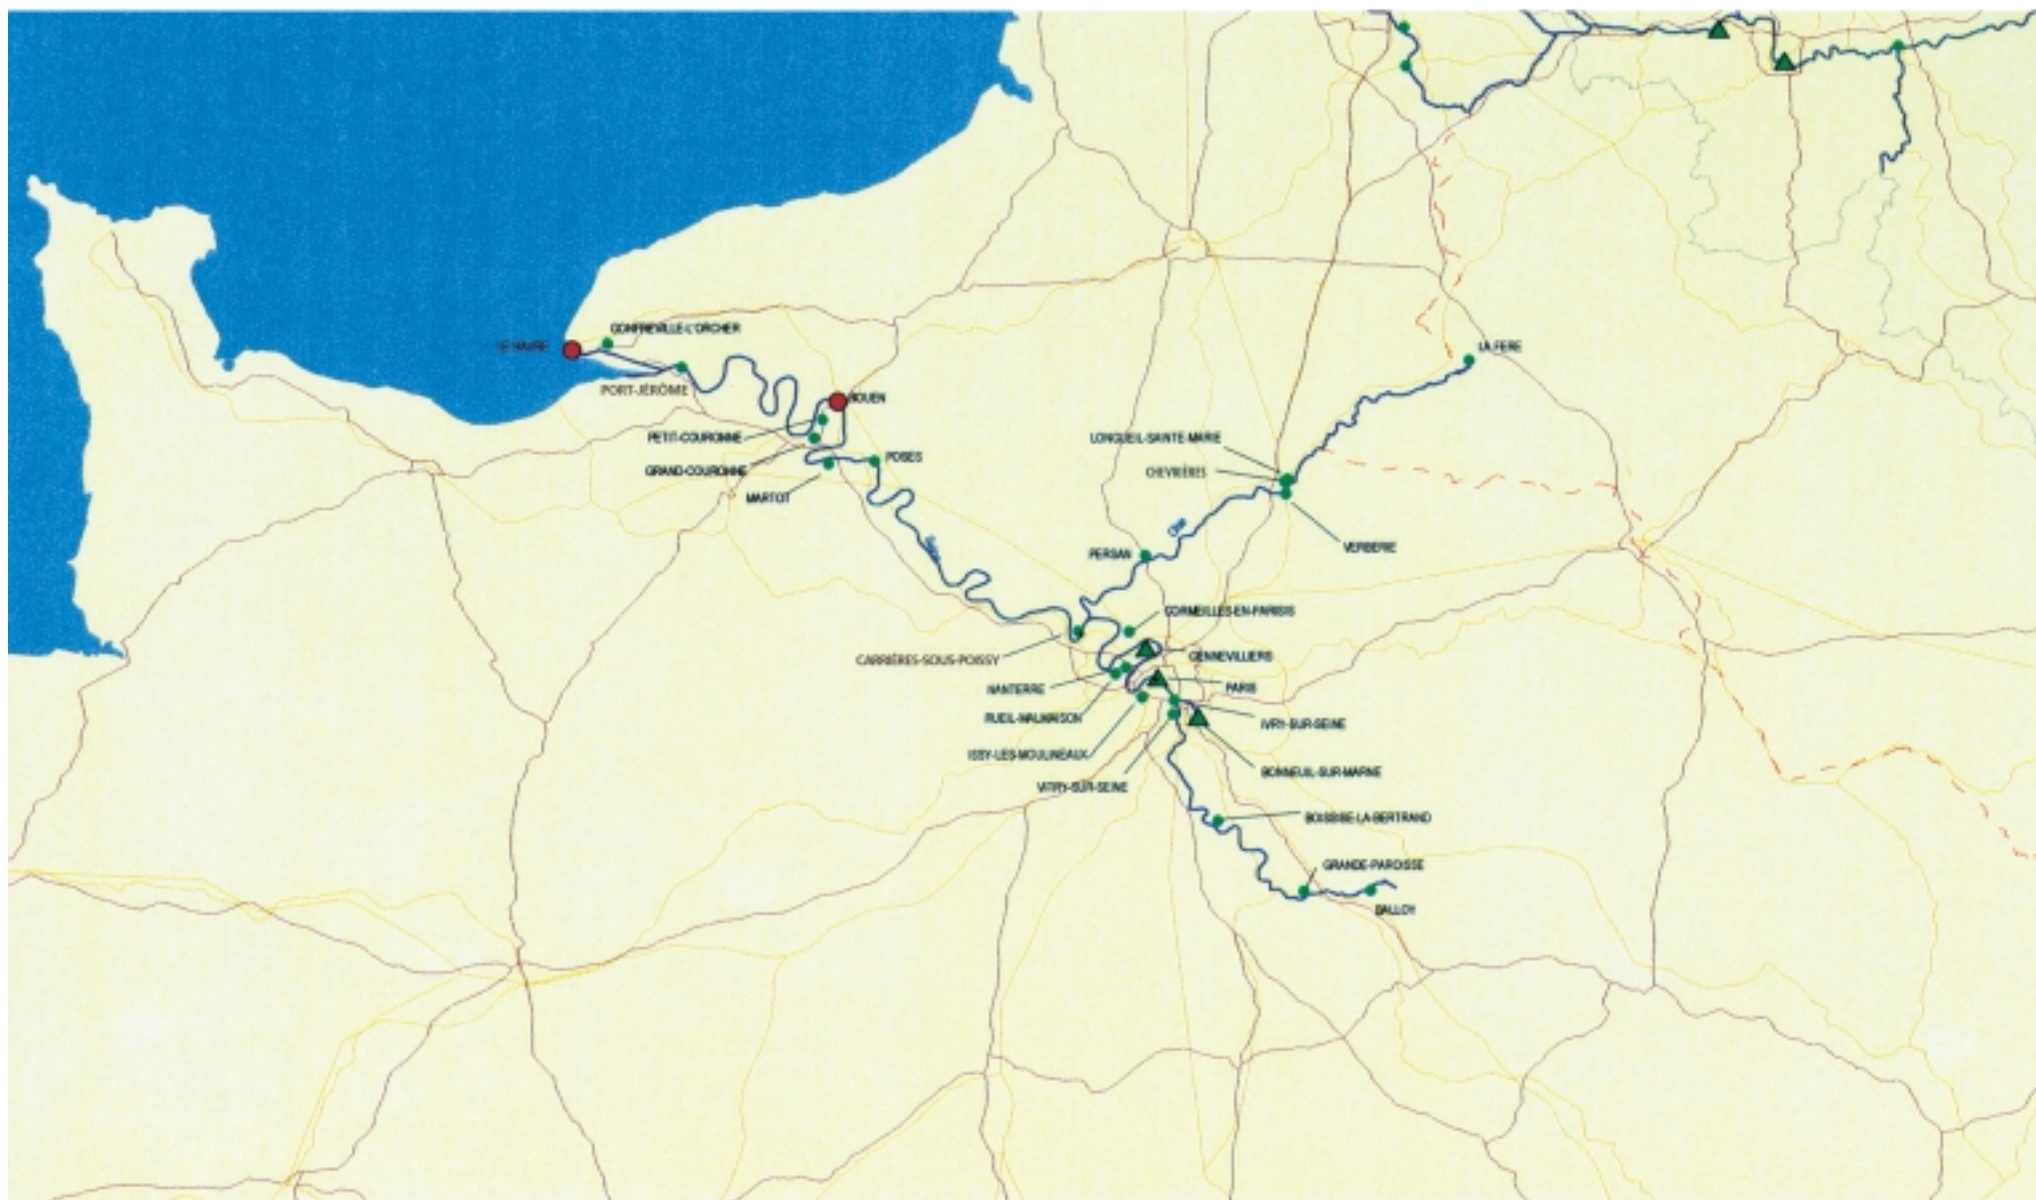 GONFREVILLE-L'ORCHER
LE HAVRE
LA FERE
PORT-JÉRÔME
ROUEN
PETIT-COURONNE
LONGUEIL-SAINTE-MARIE
POSES
GRAND-COURONNE
CHEVRIÈRES
MARTOT
Oise
Seine
VERBERIE
PERSAN
CORMEILLES-EN-PARISIS
CARRIÈRES-SOUS-POISSY
GENNEVILLIERS
NANTERRE
PARIS
RUEIL-MALMAISON
IVRY-SUR-SEINE
ISSY-LES-MOULINEAUX
BONNEUIL-SUR-MARNE
VITRY-SUR-SEINE
BOISSISE-LA-BERTRAND
GRANDE-PAROISSE
BALLOY